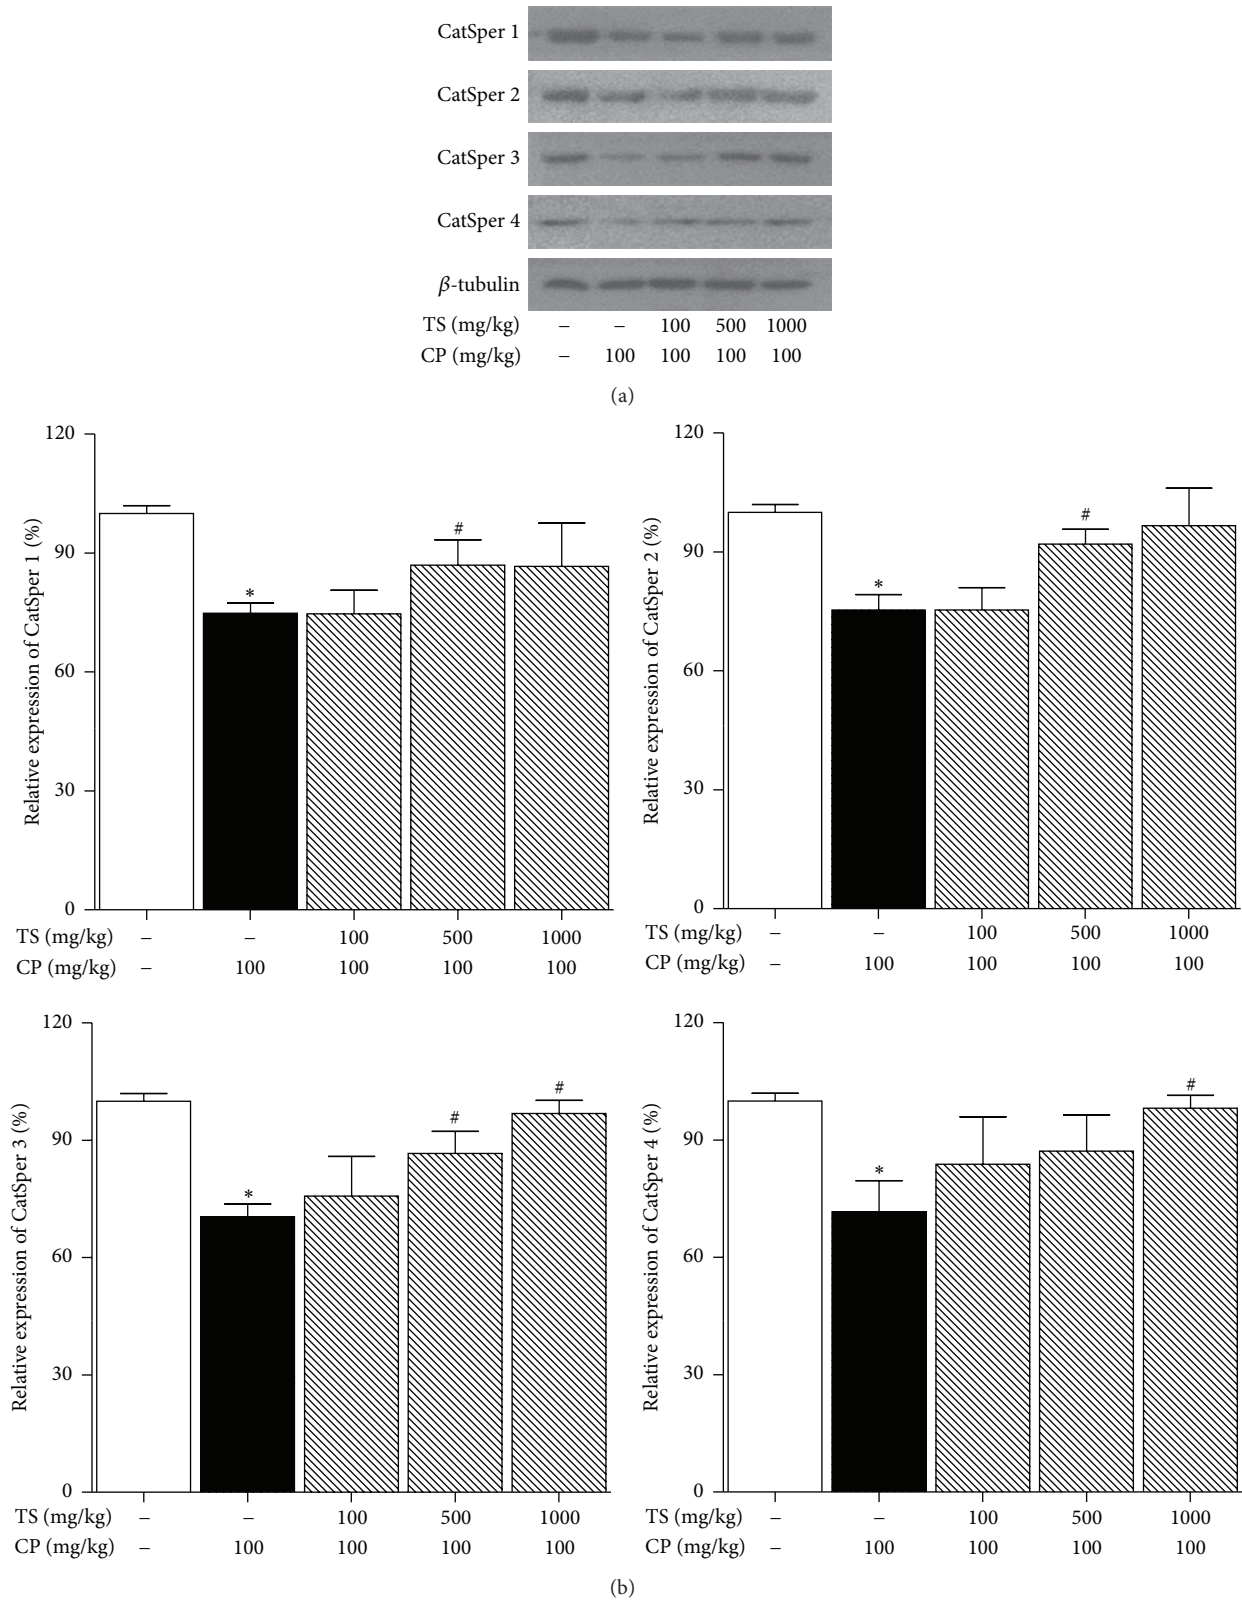 CatSper 1
CatSper 2
CatSper 3
CatSper 4
β-tubulin
TS (mg/kg) – – 100 500 1000
CP (mg/kg) – 100 100 100 100
(a)
Relative expression of CatSper 1 (%)
120
90
60
30
0
* #
TS (mg/kg) – – 100 500 1000
CP (mg/kg) – 100 100 100 100
Relative expression of CatSper 2 (%)
120
90
60
30
0
* #
TS (mg/kg) – – 100 500 1000
CP (mg/kg) – 100 100 100 100
Relative expression of CatSper 3 (%)
120
90
60
30
0
* # #
TS (mg/kg) – – 100 500 1000
CP (mg/kg) – 100 100 100 100
Relative expression of CatSper 4 (%)
120
90
60
30
0
* #
TS (mg/kg) – – 100 500 1000
CP (mg/kg) – 100 100 100 100
(b)